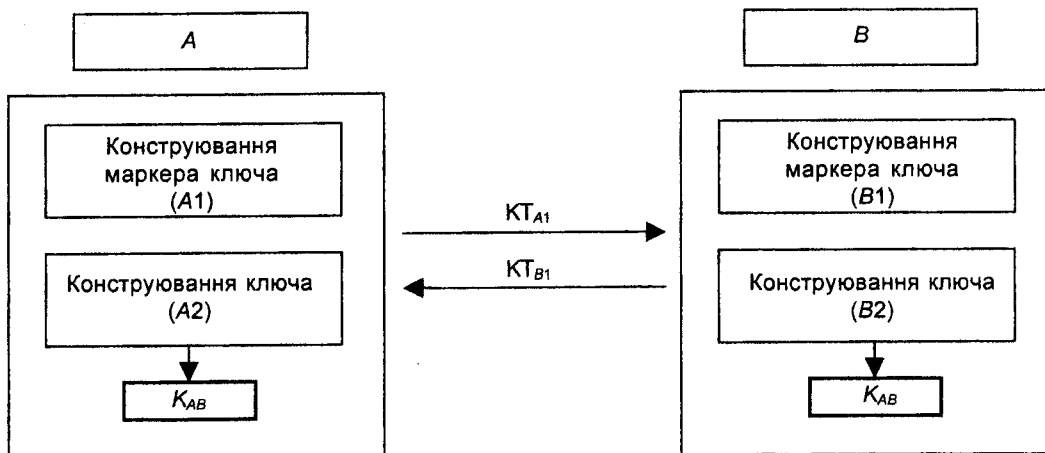 A
B
Конструювання
маркера ключа
(A1)
Конструювання ключа
(A2)
K_AB
KT_A1
KT_B1
Конструювання
маркера ключа
(B1)
Конструювання ключа
(B2)
K_AB